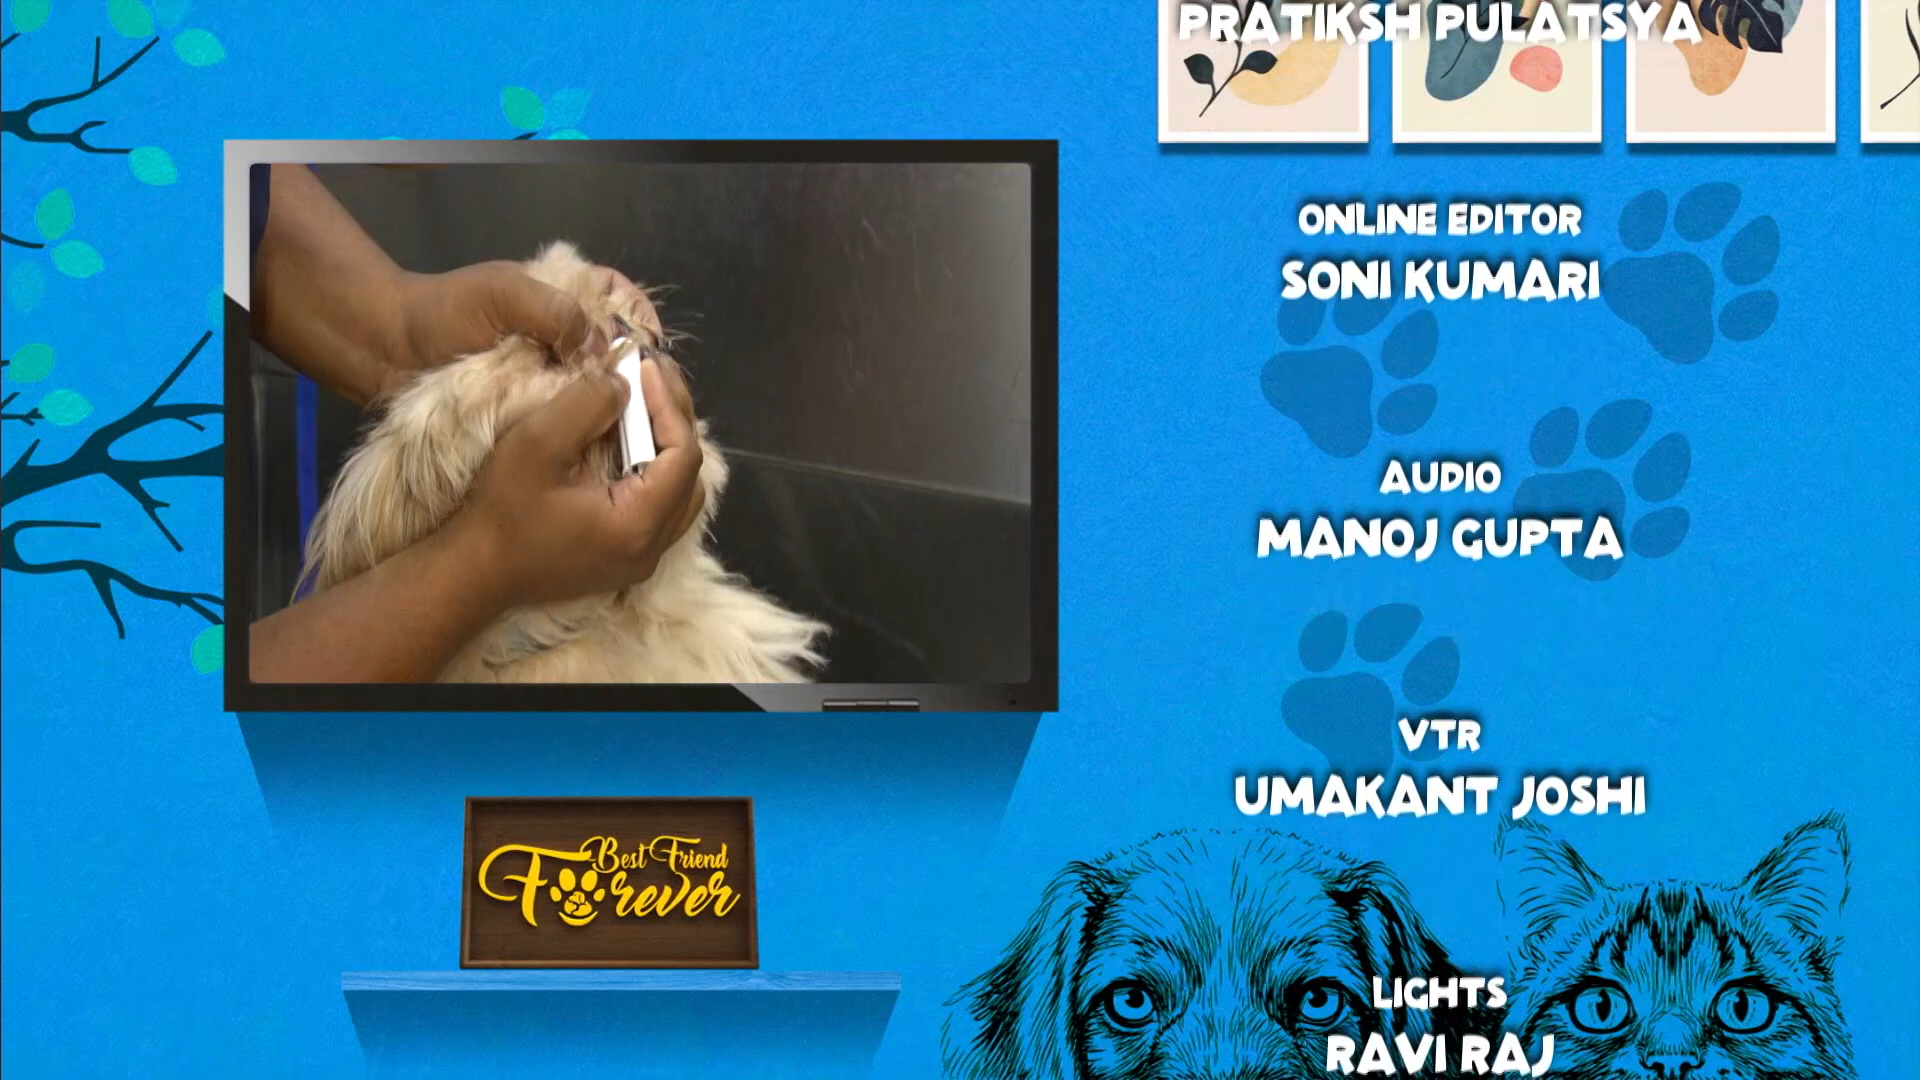 PRATIKSH PULATSYA
ONLINE EDITOR
SONI KUMARI
AUDIO
MANOJ GUPTA
VTR
UMAKANT JOSHI
LIGHTS
RAVI RAJ
Best Friend
Forever